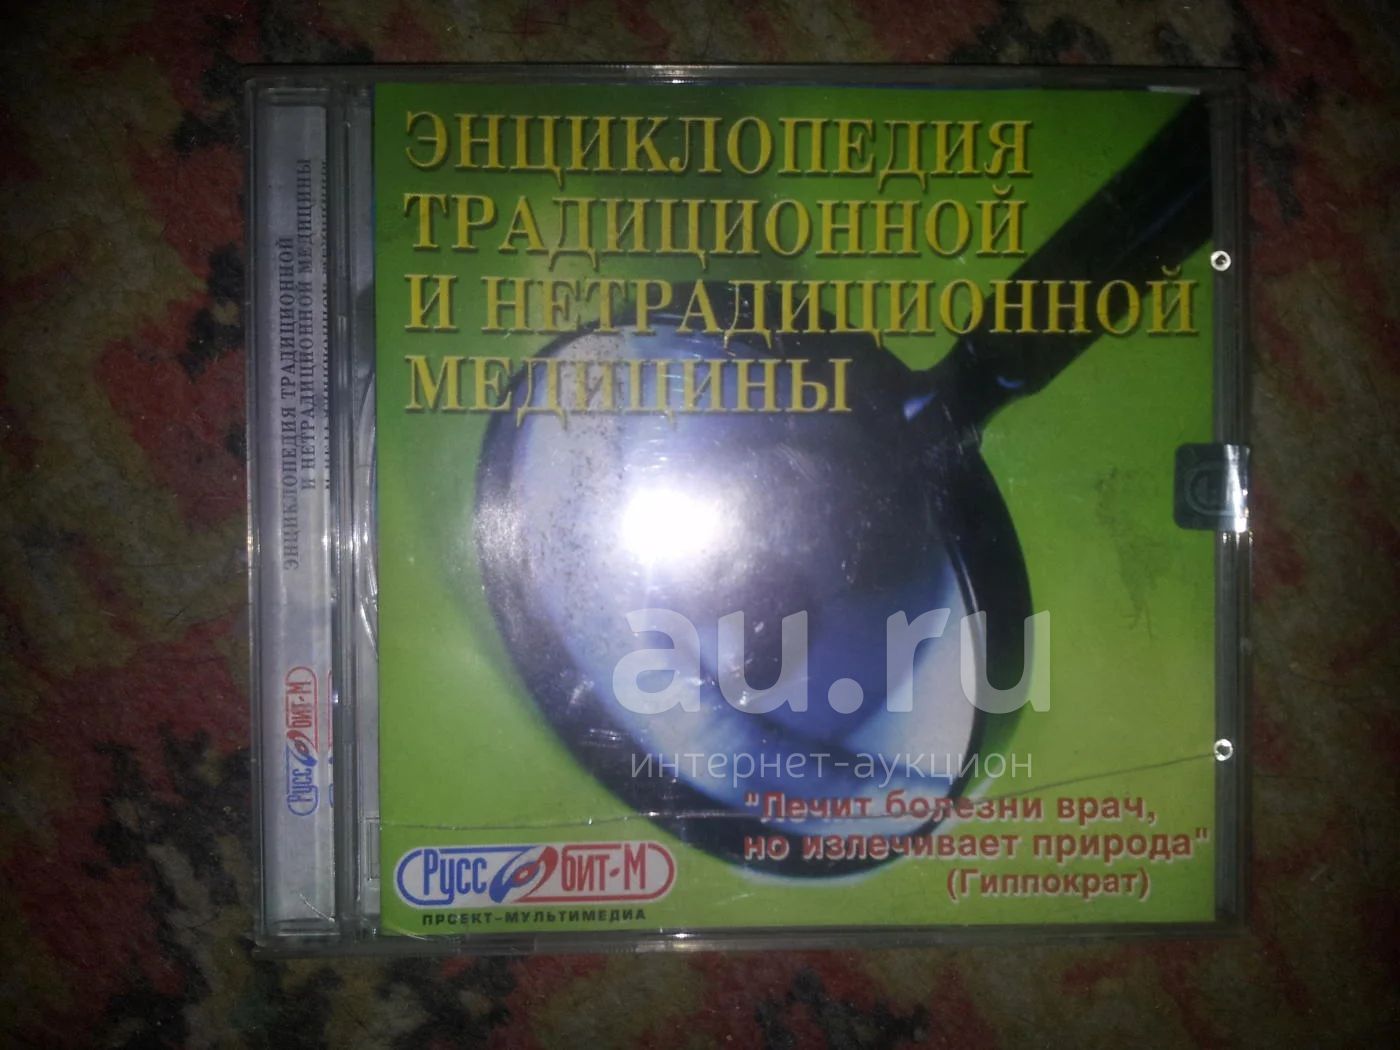 ЭНЦИКЛОПЕДИЯ
ТРАДИЦИОННОЙ
И НЕТРАДИЦИОННОЙ
МЕДИЦИНЫ
ЭНЦИКЛОПЕДИЯ ТРАДИЦИОННОЙ
И НЕТРАДИЦИОННОЙ МЕДИЦИНЫ
Русс бит-М
au.ru
интернет-аукцион
"Лечит болезни врач,
но излечивает природа"
(Гиппократ)
Русс бит-М
ПРОЕКТ-МУЛЬТИМЕДИА